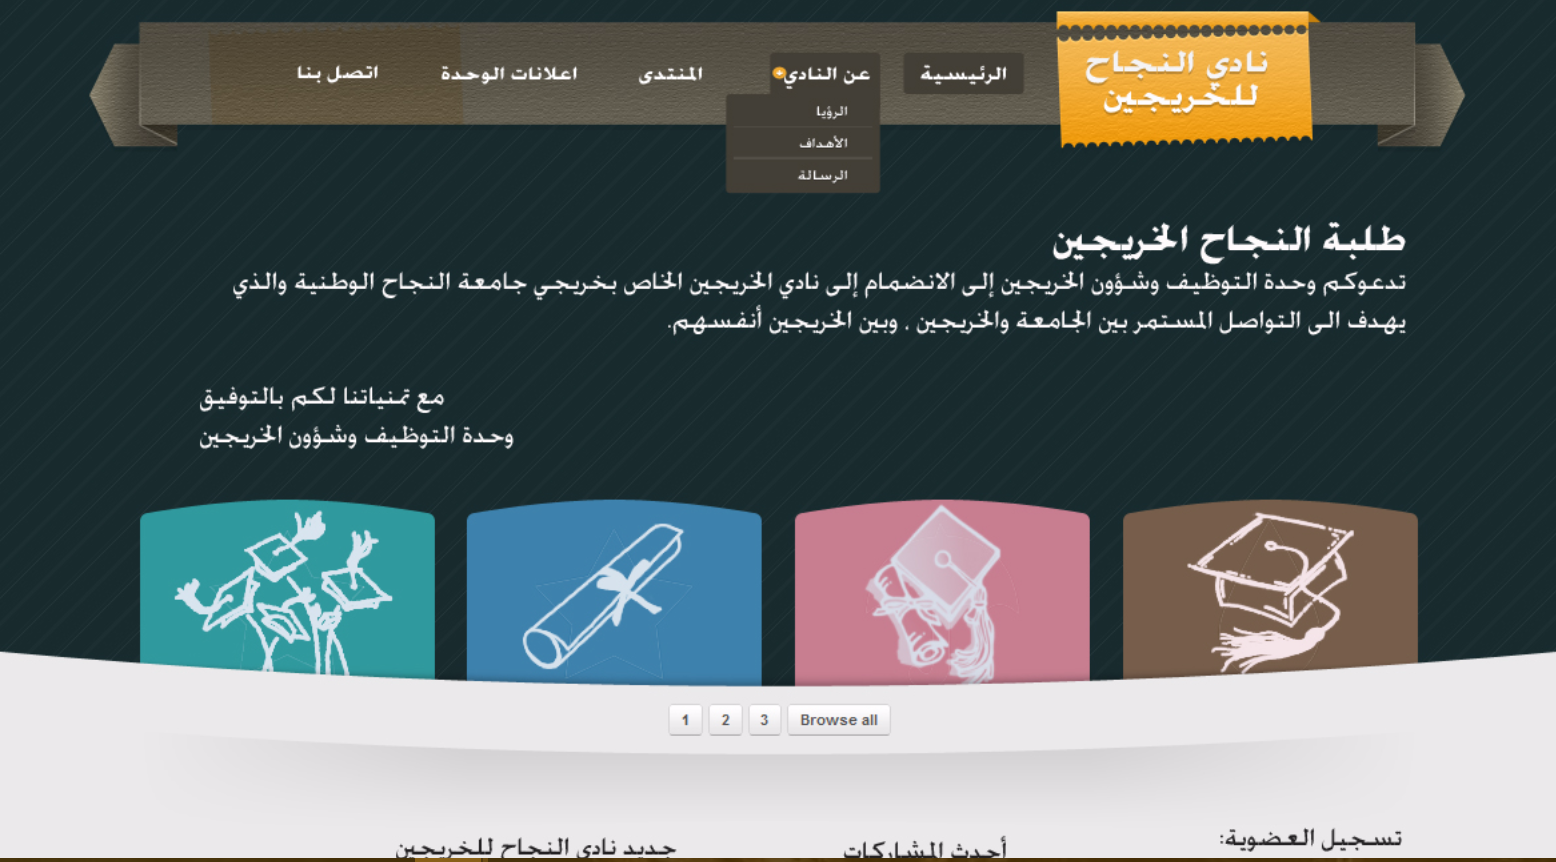 نادي النجاح
للخريجين
الرئيسية
عن النادي
المنتدى
اعلانات الوحدة
اتصل بنا
الرؤيا
الأهداف
الرسالة
طلبة النجاح الخريجين
تدعوكم وحدة التوظيف وشؤون الخريجين إلى الانضمام إلى نادي الخريجين الخاص بخريجي جامعة النجاح الوطنية والذي
يهدف الى التواصل المستمر بين الجامعة والخريجين , وبين الخريجين أنفسهم.
مع تمنياتنا لكم بالتوفيق
وحدة التوظيف وشؤون الخريجين
1 2 3 Browse all
تسجيل العضوية:
أحدث المشاركات
جديد نادي النجاح للخريجين